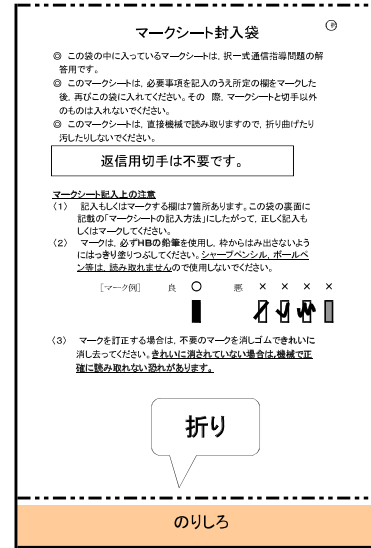 マークシート封入袋
◎ この袋の中に入っているマークシートは, 択一式通信指導問題の解
答用です。
◎ このマークシートは, 必要事項を記入のうえ所定の欄をマークした
後, 再びこの袋に入れてください。その 際, マークシートと切手以外
のものは入れないでください。
◎ このマークシートは, 直接機械で読み取りますので, 折り曲げたり
汚したりしないでください。
返信用切手は不要です。
マークシート記入上の注意
(1) 記入もしくはマークする欄は7箇所あります。この袋の裏面に
記載の「マークシートの記入方法」にしたがって, 正しく記入も
しくはマークしてください。
(2) マークは, 必ずHBの鉛筆を使用し, 枠からはみ出さないよう
にはっきり塗りつぶしてください。シャープペンシル, ボールペ
ン等は, 読み取れませんので使用しないでください。
[マーク例] 良 ○ 悪 × × × ×
(3) マークを訂正する場合は, 不要のマークを消しゴムできれいに
消し去ってください。きれいに消されていない場合は,機械で正
確に読み取れない恐れがあります。
折り
のりしろ